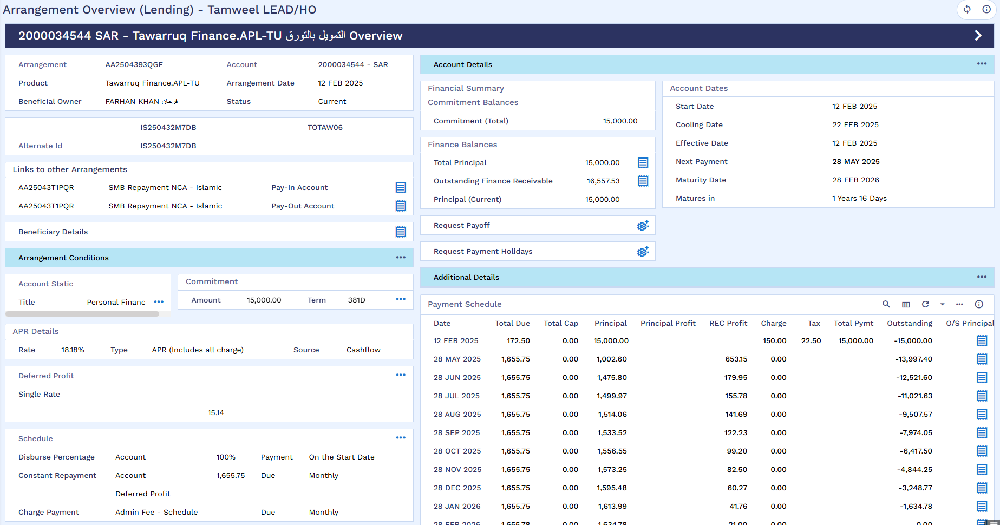 Arrangement Overview (Lending) - Tamweel LEAD/HO
2000034544 SAR - Tawarruq Finance.APL-TU التمويل بالتورق Overview
Arrangement AA2504393QGF Account 2000034544 - SAR
Product Tawarruq Finance.APL-TU Arrangement Date 12 FEB 2025
Beneficial Owner FARHAN KHAN فرحان Status Current
IS250432M7DB TOTAW06
Alternate Id IS250432M7DB
Links to other Arrangements
AA25043T1PQR SMB Repayment NCA - Islamic Pay-In Account
AA25043T1PQR SMB Repayment NCA - Islamic Pay-Out Account
Beneficiary Details
Arrangement Conditions
Account Static
Title Personal Financ
Commitment
Amount 15,000.00 Term 381D
APR Details
Rate 18.18% Type APR (Includes all charge) Source Cashflow
Deferred Profit
Single Rate
15.14
Schedule
Disburse Percentage Account 100% Payment On the Start Date
Constant Repayment Account 1,655.75 Due Monthly
Deferred Profit
Charge Payment Admin Fee - Schedule Due Monthly
Account Details
Financial Summary
Commitment Balances
Commitment (Total) 15,000.00
Finance Balances
Total Principal 15,000.00
Outstanding Finance Receivable 16,557.53
Principal (Current) 15,000.00
Request Payoff
Request Payment Holidays
Account Dates
Start Date 12 FEB 2025
Cooling Date 22 FEB 2025
Effective Date 12 FEB 2025
Next Payment 28 MAY 2025
Maturity Date 28 FEB 2026
Matures in 1 Years 16 Days
Additional Details
Payment Schedule
Date Total Due Total Cap Principal Principal Profit REC Profit Charge Tax Total Pymt Outstanding O/S Principal
12 FEB 2025 172.50 0.00 15,000.00 150.00 22.50 15,000.00 -15,000.00
28 MAY 2025 1,655.75 0.00 1,002.60 653.15 0.00 -13,997.40
28 JUN 2025 1,655.75 0.00 1,475.80 179.95 0.00 -12,521.60
28 JUL 2025 1,655.75 0.00 1,499.97 155.78 0.00 -11,021.63
28 AUG 2025 1,655.75 0.00 1,514.06 141.69 0.00 -9,507.57
28 SEP 2025 1,655.75 0.00 1,533.52 122.23 0.00 -7,974.05
28 OCT 2025 1,655.75 0.00 1,556.55 99.20 0.00 -6,417.50
28 NOV 2025 1,655.75 0.00 1,573.25 82.50 0.00 -4,844.25
28 DEC 2025 1,655.75 0.00 1,595.48 60.27 0.00 -3,248.77
28 JAN 2026 1,655.75 0.00 1,613.99 41.76 0.00 -1,634.78
28 FEB 2026 1,655.78 0.00 1,634.78 21.00 0.00 0.00